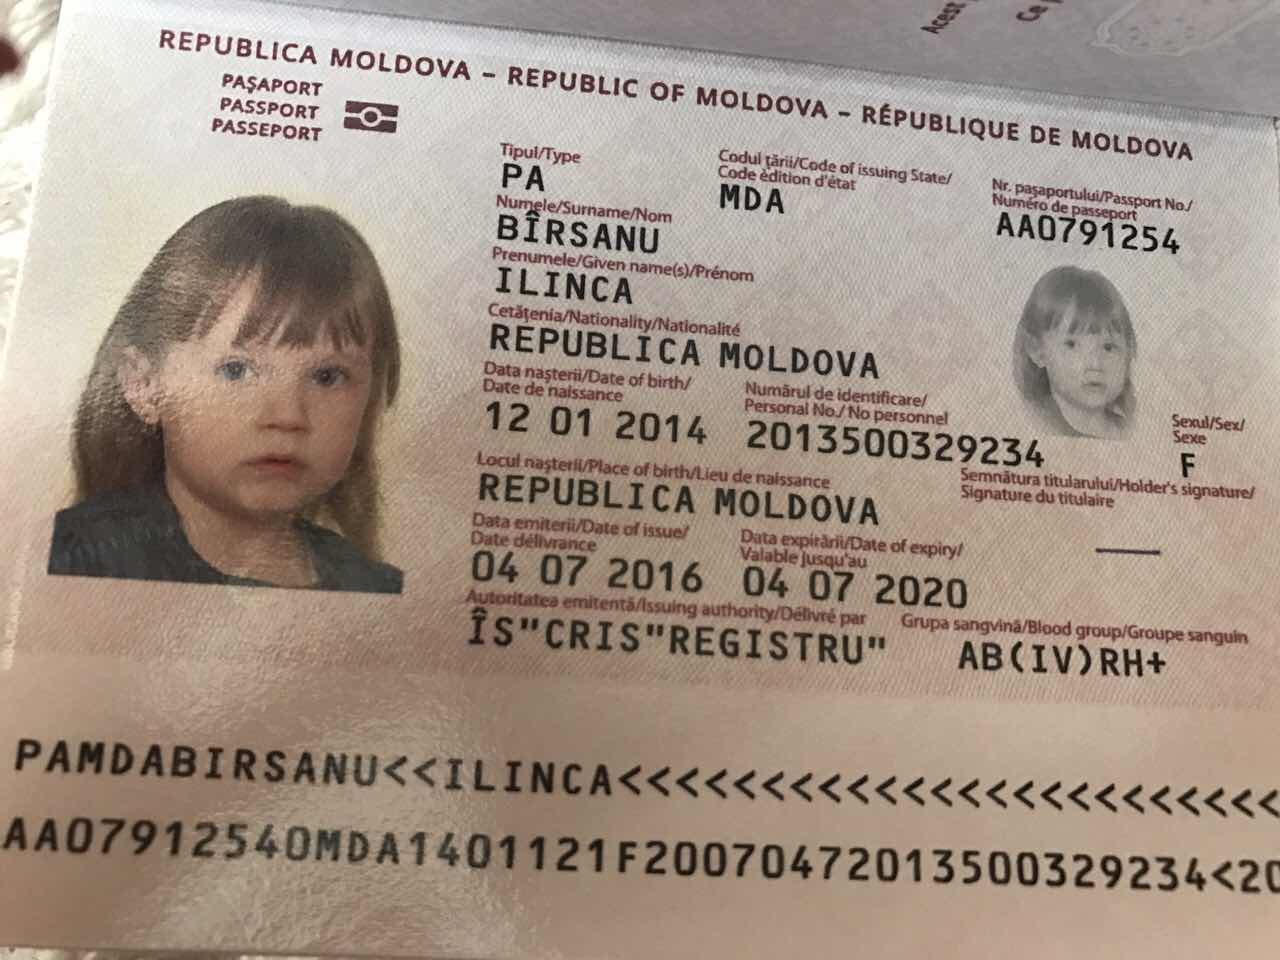 Acest
Ce
REPUBLICA MOLDOVA – REPUBLIC OF MOLDOVA – RÉPUBLIQUE DE MOLDOVA
PAŞAPORT
PASSPORT
PASSEPORT
Tipul/Type
PA
Codul ţării/Code of issuing State/
Code édition d'état
MDA
Nr. paşaportului/Passport No./
Numéro de passeport
AA0791254
Numele/Surname/Nom
BÎRSANU
Prenumele/Given name(s)/Prénom
ILINCA
Cetăţenia/Nationality/Nationalité
REPUBLICA MOLDOVA
Data naşterii/Date of birth/
Date de naissance
12 01 2014
Numărul de identificare/
Personal No./ No personnel
2013500329234
Sexul/Sex/
Sexe
F
Locul naşterii/Place of birth/Lieu de naissance
REPUBLICA MOLDOVA
Semnătura titularului/Holder's signature/
Signature du titulaire
Data emiterii/Date of issue/
Date délivrance
04 07 2016
Data expirării/Date of expiry/
Valable jusqu'au
04 07 2020
Autoritatea emitentă/Issuing authority/Délivré par
ÎS"CRIS"REGISTRU"
Grupa sangvină/Blood group/Groupe sanguin
AB(IV)RH+
PAMDABIRSANU<<ILINCA<<<<<<<<<<<<<<<<<<<<<<<<
AA07912540MDA1401121F20070472013500329234<20